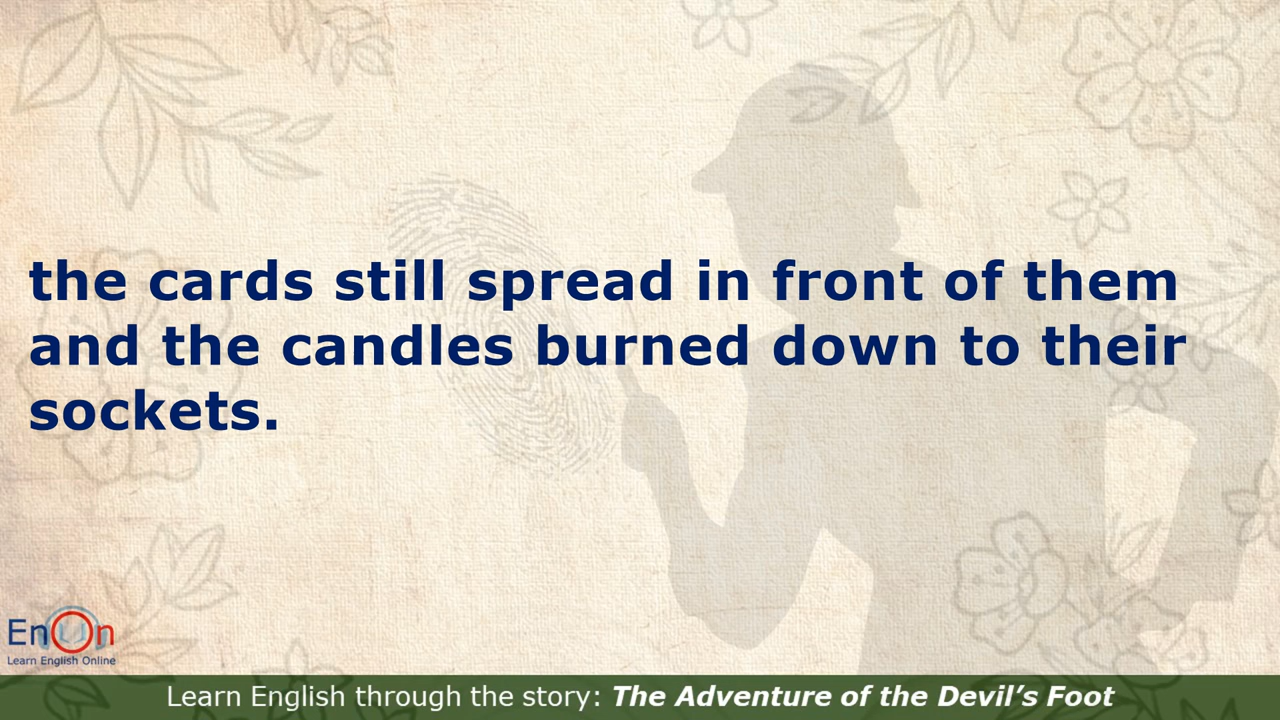 the cards still spread in front of them
and the candles burned down to their
sockets.
EnOn
Learn English Online
Learn English through the story: The Adventure of the Devil’s Foot